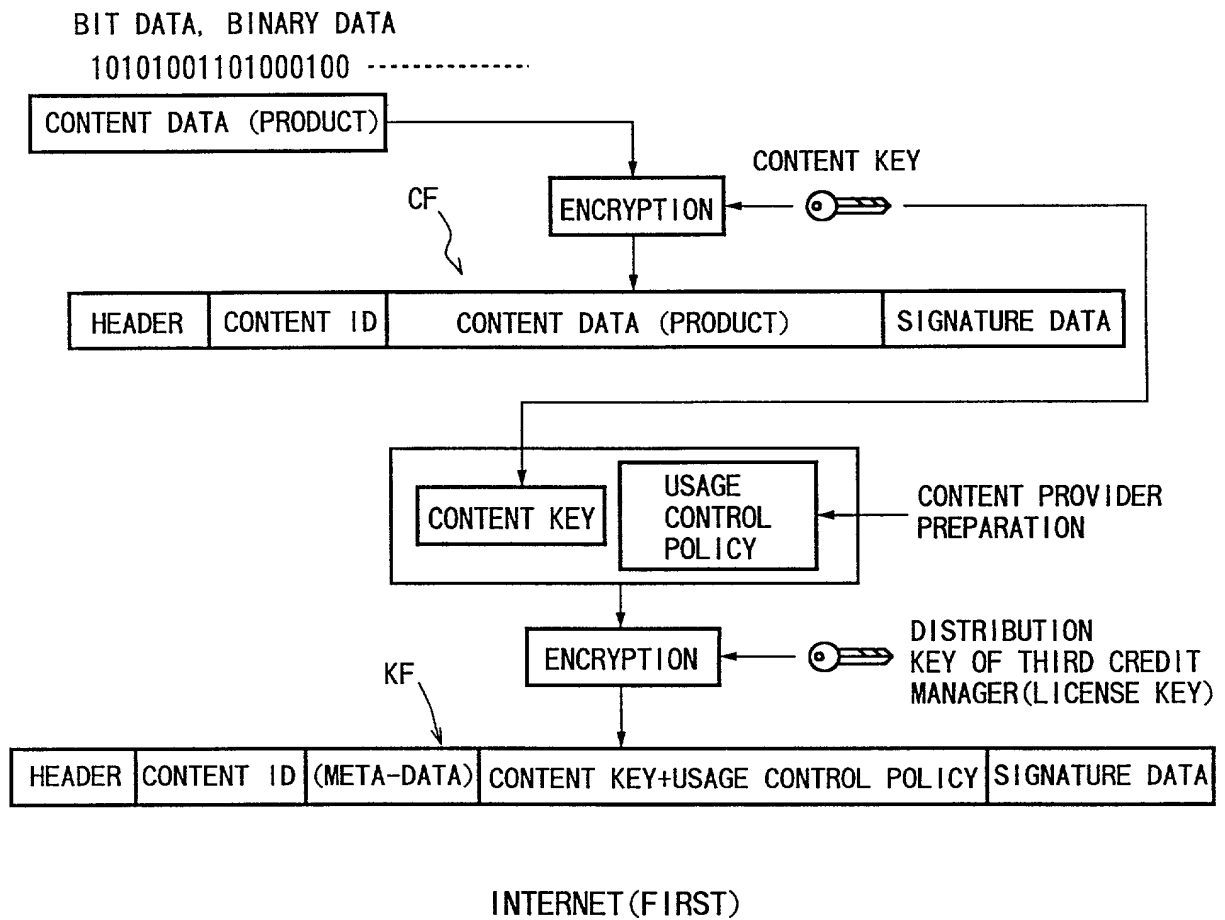 BIT DATA, BINARY DATA
10101001101000100 ------------
CONTENT DATA (PRODUCT)
CONTENT KEY
ENCRYPTION
CF
HEADER CONTENT ID CONTENT DATA (PRODUCT) SIGNATURE DATA
CONTENT KEY
USAGE
CONTROL
POLICY
CONTENT PROVIDER
PREPARATION
ENCRYPTION
DISTRIBUTION
KEY OF THIRD CREDIT
MANAGER(LICENSE KEY)
KF
HEADER CONTENT ID (META-DATA) CONTENT KEY+USAGE CONTROL POLICY SIGNATURE DATA
INTERNET(FIRST)